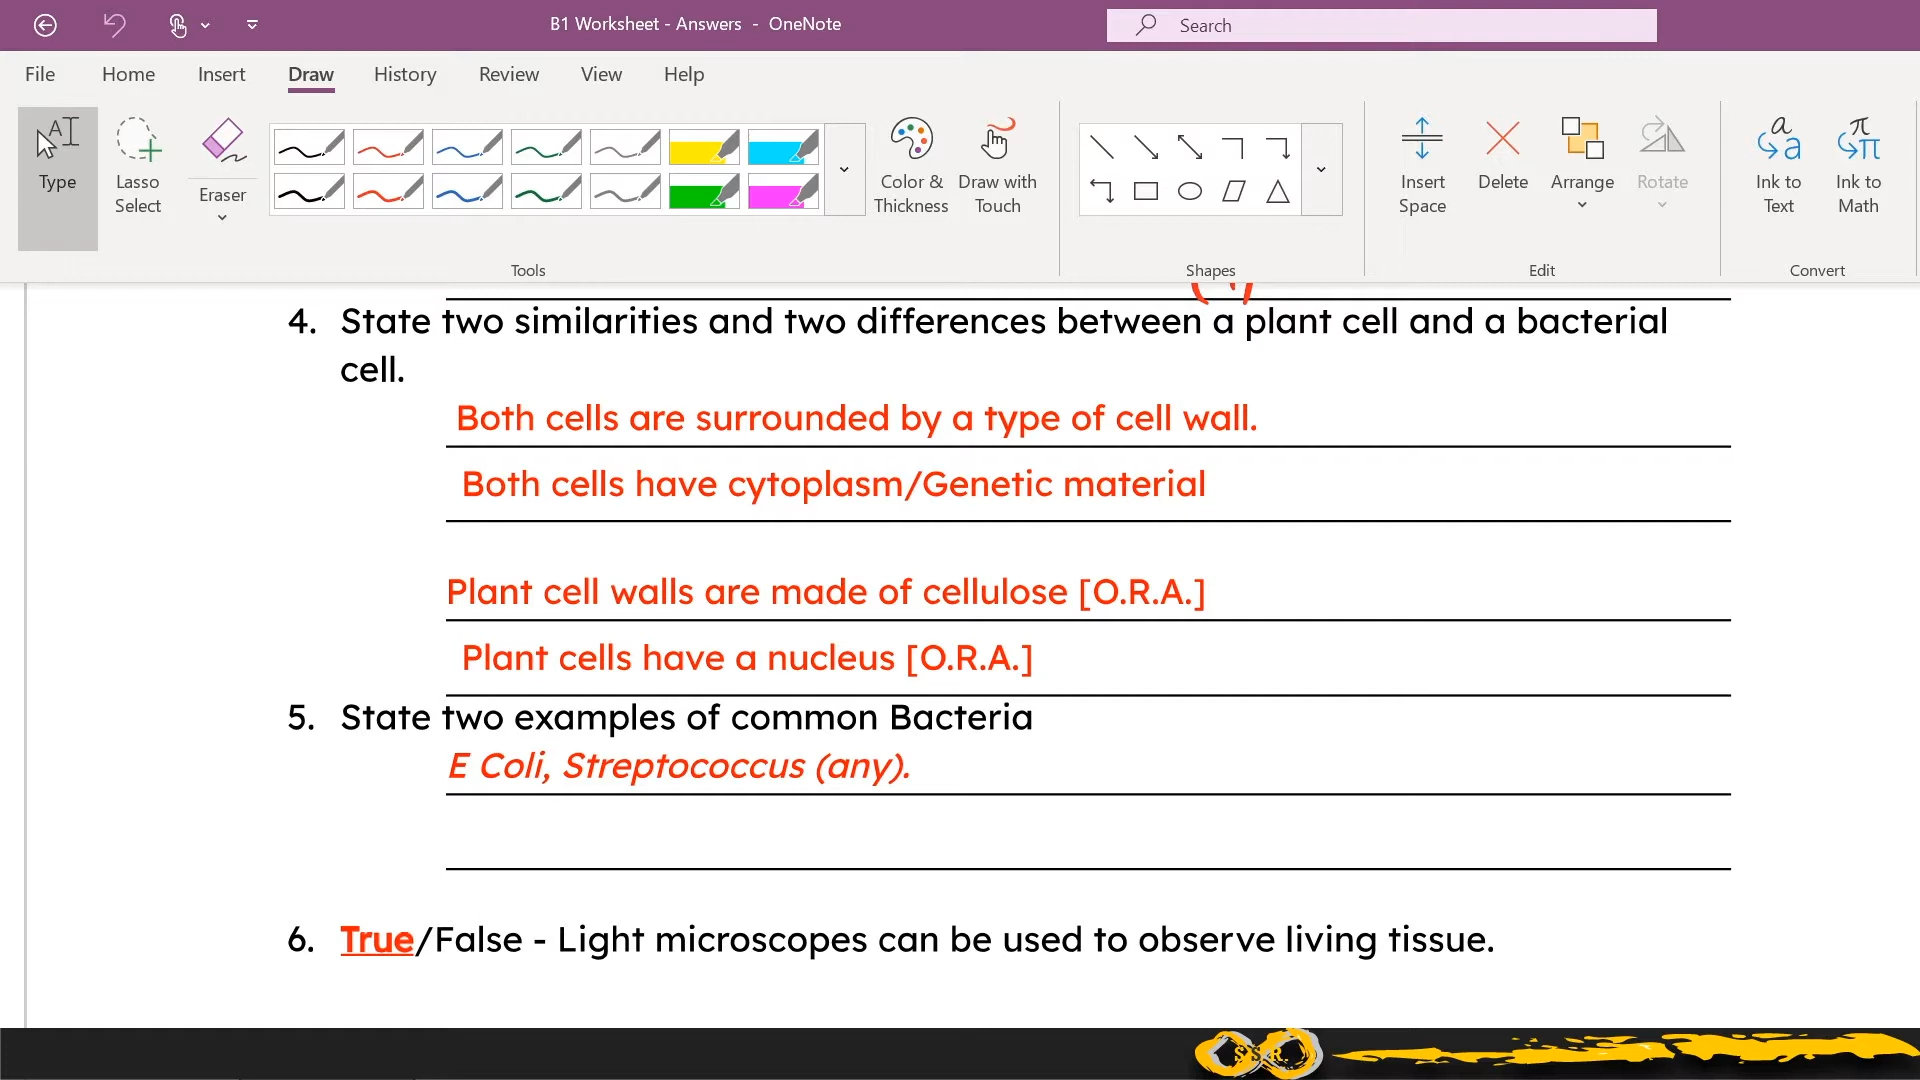 B1 Worksheet - Answers - OneNote
Search
File Home Insert Draw History Review View Help
Type
Lasso Select
Eraser
Color & Thickness
Draw with Touch
Insert Space
Delete
Arrange
Rotate
Ink to Text
Ink to Math
Tools
Shapes
Edit
Convert
4. State two similarities and two differences between a plant cell and a bacterial
cell.
Both cells are surrounded by a type of cell wall.
Both cells have cytoplasm/Genetic material
Plant cell walls are made of cellulose [O.R.A.]
Plant cells have a nucleus [O.R.A.]
5. State two examples of common Bacteria
E Coli, Streptococcus (any).
6. True/False - Light microscopes can be used to observe living tissue.